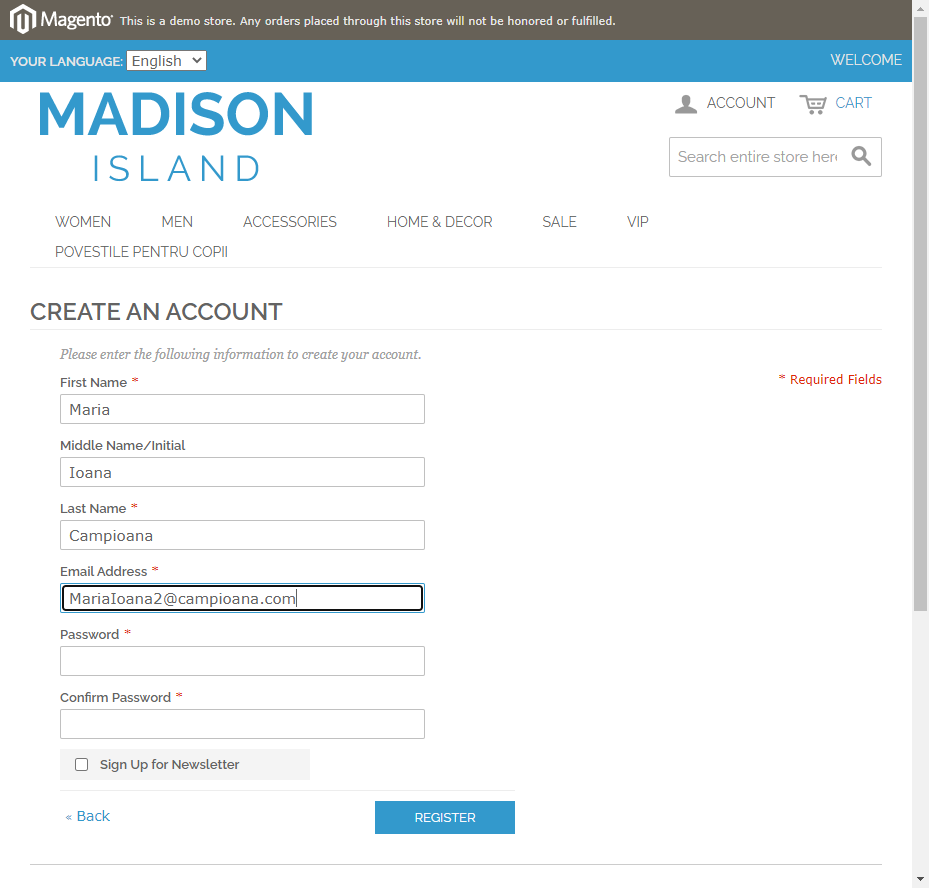 Magento This is a demo store. Any orders placed through this store will not be honored or fulfilled.
YOUR LANGUAGE: English WELCOME
MADISON
ISLAND
ACCOUNT CART
Search entire store here
WOMEN MEN ACCESSORIES HOME & DECOR SALE VIP
POVESTILE PENTRU COPII
CREATE AN ACCOUNT
Please enter the following information to create your account.
* Required Fields
First Name *
Maria
Middle Name/Initial
Ioana
Last Name *
Campioana
Email Address *
MariaIoana2@campioana.com
Password *
Confirm Password *
Sign Up for Newsletter
« Back REGISTER